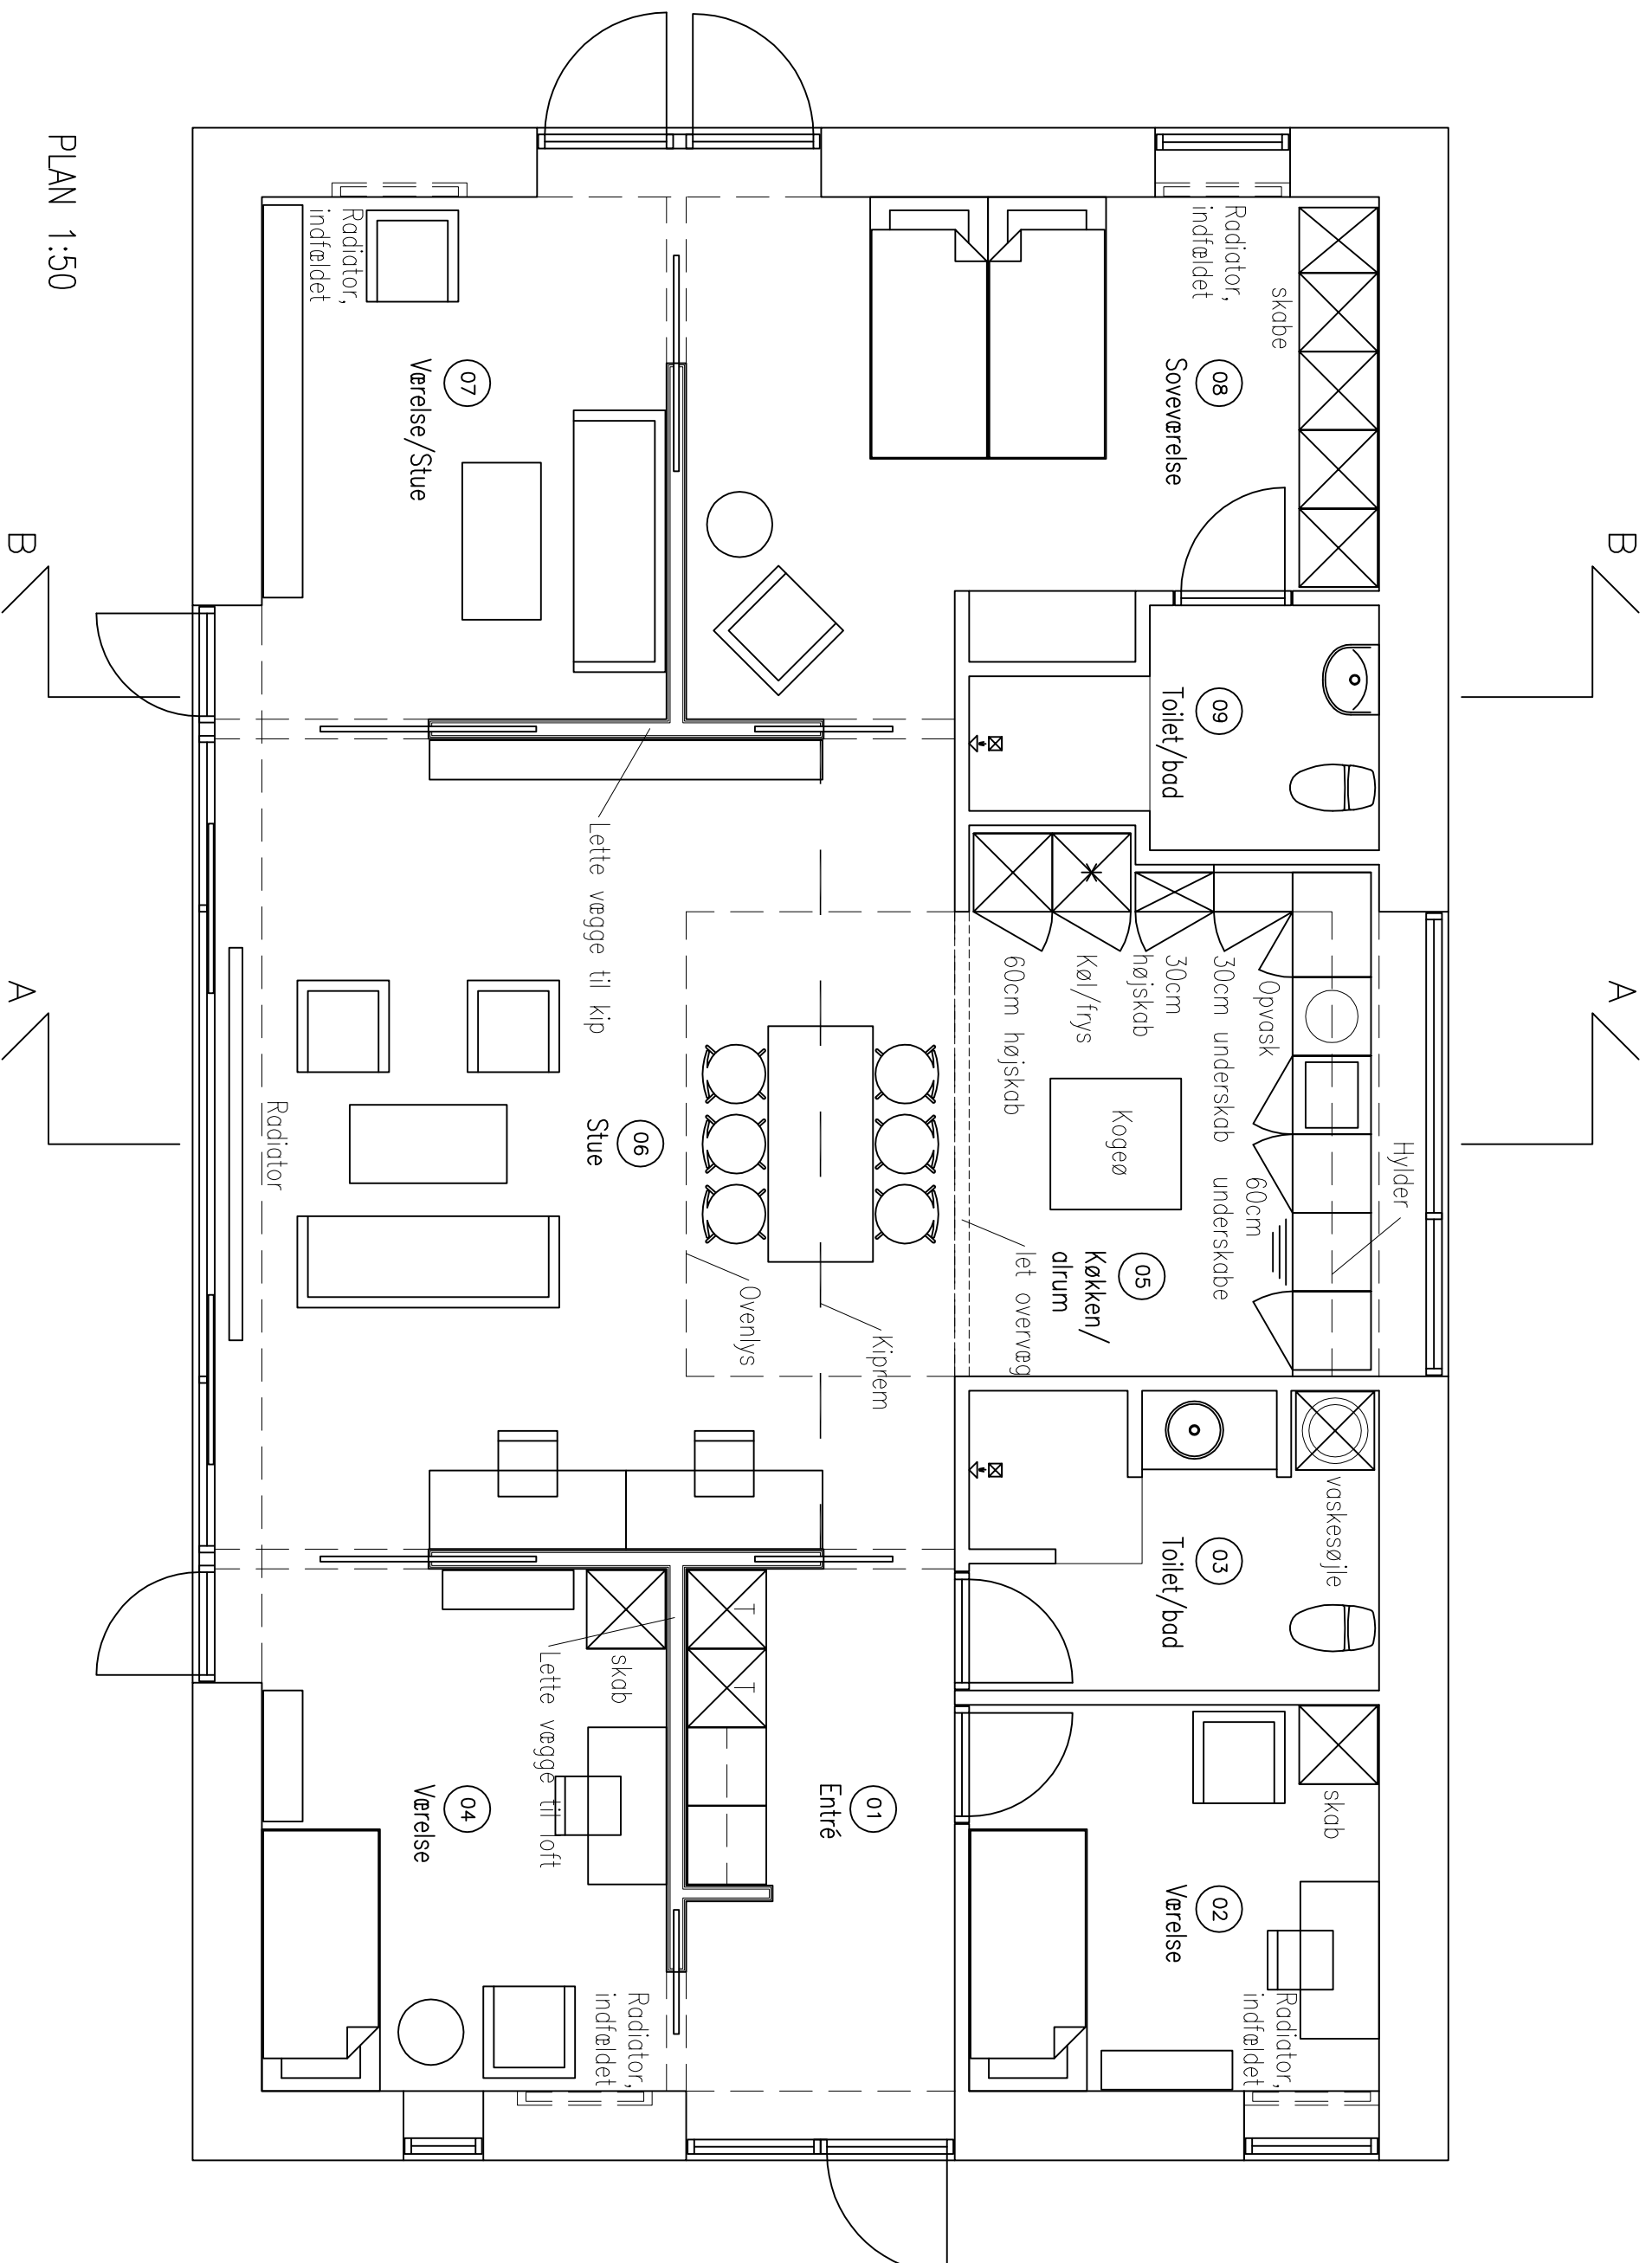 B
A
Hylder
skabe
Radiator,
indfældet
08
Soveværelse
09
Toilet/bad
Opvask
30cm underskab
30cm
højskab
Køl/frys
60cm højskab
60cm
underskabe
Kogeø
05
Køkken/
alrum
let overvæg
vaskesøjle
03
Toilet/bad
skab
02
Værelse
Radiator,
indfældet
Kiprem
Ovenlys
01
Entré
T
T
06
Stue
Lette vægge til kip
skab
Lette vægge til loft
Radiator,
indfældet
07
Værelse/Stue
Radiator,
indfældet
04
Værelse
Radiator
B
A
PLAN 1:50